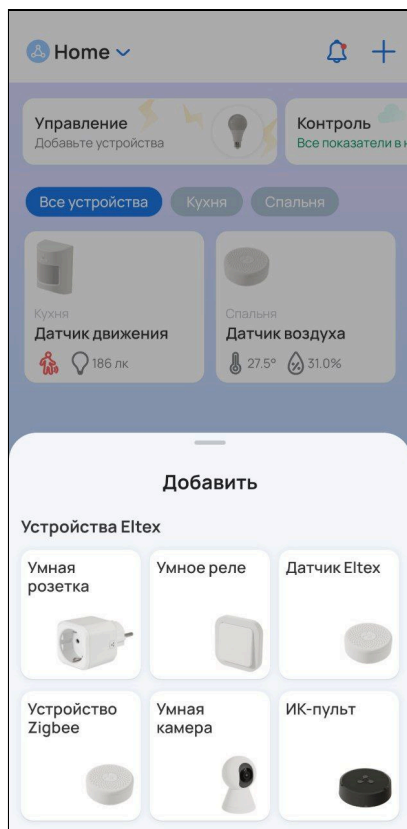 Home
Управление
Добавьте устройства
Контроль
Все показатели в
Все устройства
Кухня
Спальня
Кухня
Датчик движения
186 лк
Спальня
Датчик воздуха
27.5°
31.0%
Добавить
Устройства Eltex
Умная
розетка
Умное реле
Датчик Eltex
Устройство
Zigbee
Умная
камера
ИК-пульт